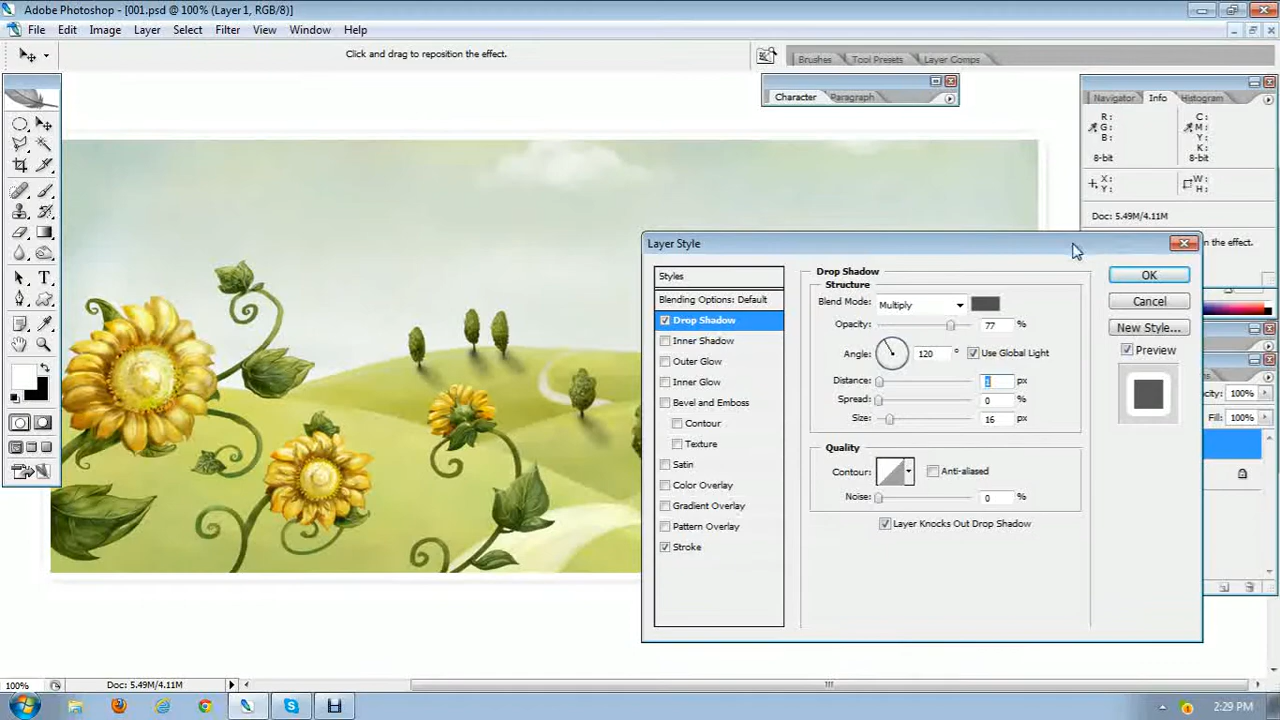 Adobe Photoshop - [001.psd @ 100% (Layer 1, RGB/8)]
File Edit Image Layer Select Filter View Window Help
Click and drag to reposition the effect.
Brushes Tool Presets Layer Comps
Character Paragraph
Navigator Info Histogram
R: C:
G: M:
B: Y:
K:
8-bit 8-bit
X: W:
Y: H:
Doc: 5.49M/4.11M
the effect.
Layer Style
Styles
Blending Options: Default
Drop Shadow
Inner Shadow
Outer Glow
Inner Glow
Bevel and Emboss
Contour
Texture
Satin
Color Overlay
Gradient Overlay
Pattern Overlay
Stroke
Drop Shadow
Structure
Blend Mode: Multiply
Opacity: 77 %
Angle: 120 ° Use Global Light
Distance: 1 px
Spread: 0 %
Size: 16 px
Quality
Contour: Anti-aliased
Noise: 0 %
Layer Knocks Out Drop Shadow
OK
Cancel
New Style...
Preview
100%
Fill: 100%
T
100% Doc: 5.49M/4.11M
2:29 PM